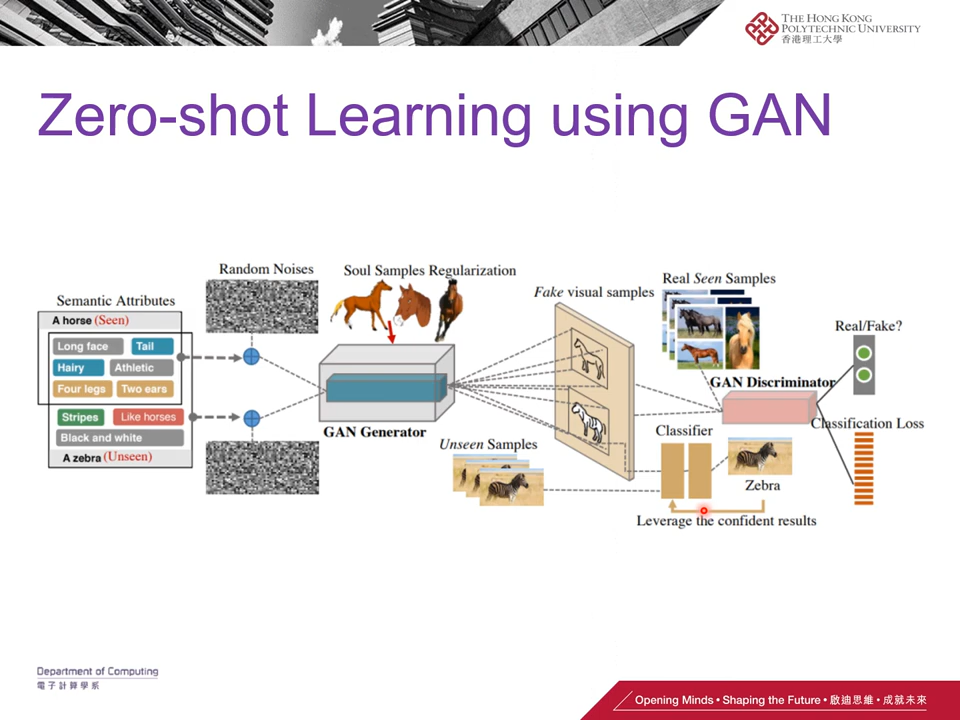 THE HONG KONG
POLYTECHNIC UNIVERSITY
香港理工大學
Zero-shot Learning using GAN
Random Noises
Soul Samples Regularization
Real Seen Samples
Semantic Attributes
Fake visual samples
A horse (Seen)
Real/Fake?
Long face
Tail
Hairy
Athletic
Four legs
Two ears
GAN Discriminator
Stripes
Like horses
GAN Generator
Classifier
Classification Loss
Black and white
Unseen Samples
A zebra (Unseen)
Zebra
Leverage the confident results
Department of Computing
電子計算學系
Opening Minds • Shaping the Future • 啟迪思維 • 成就未來